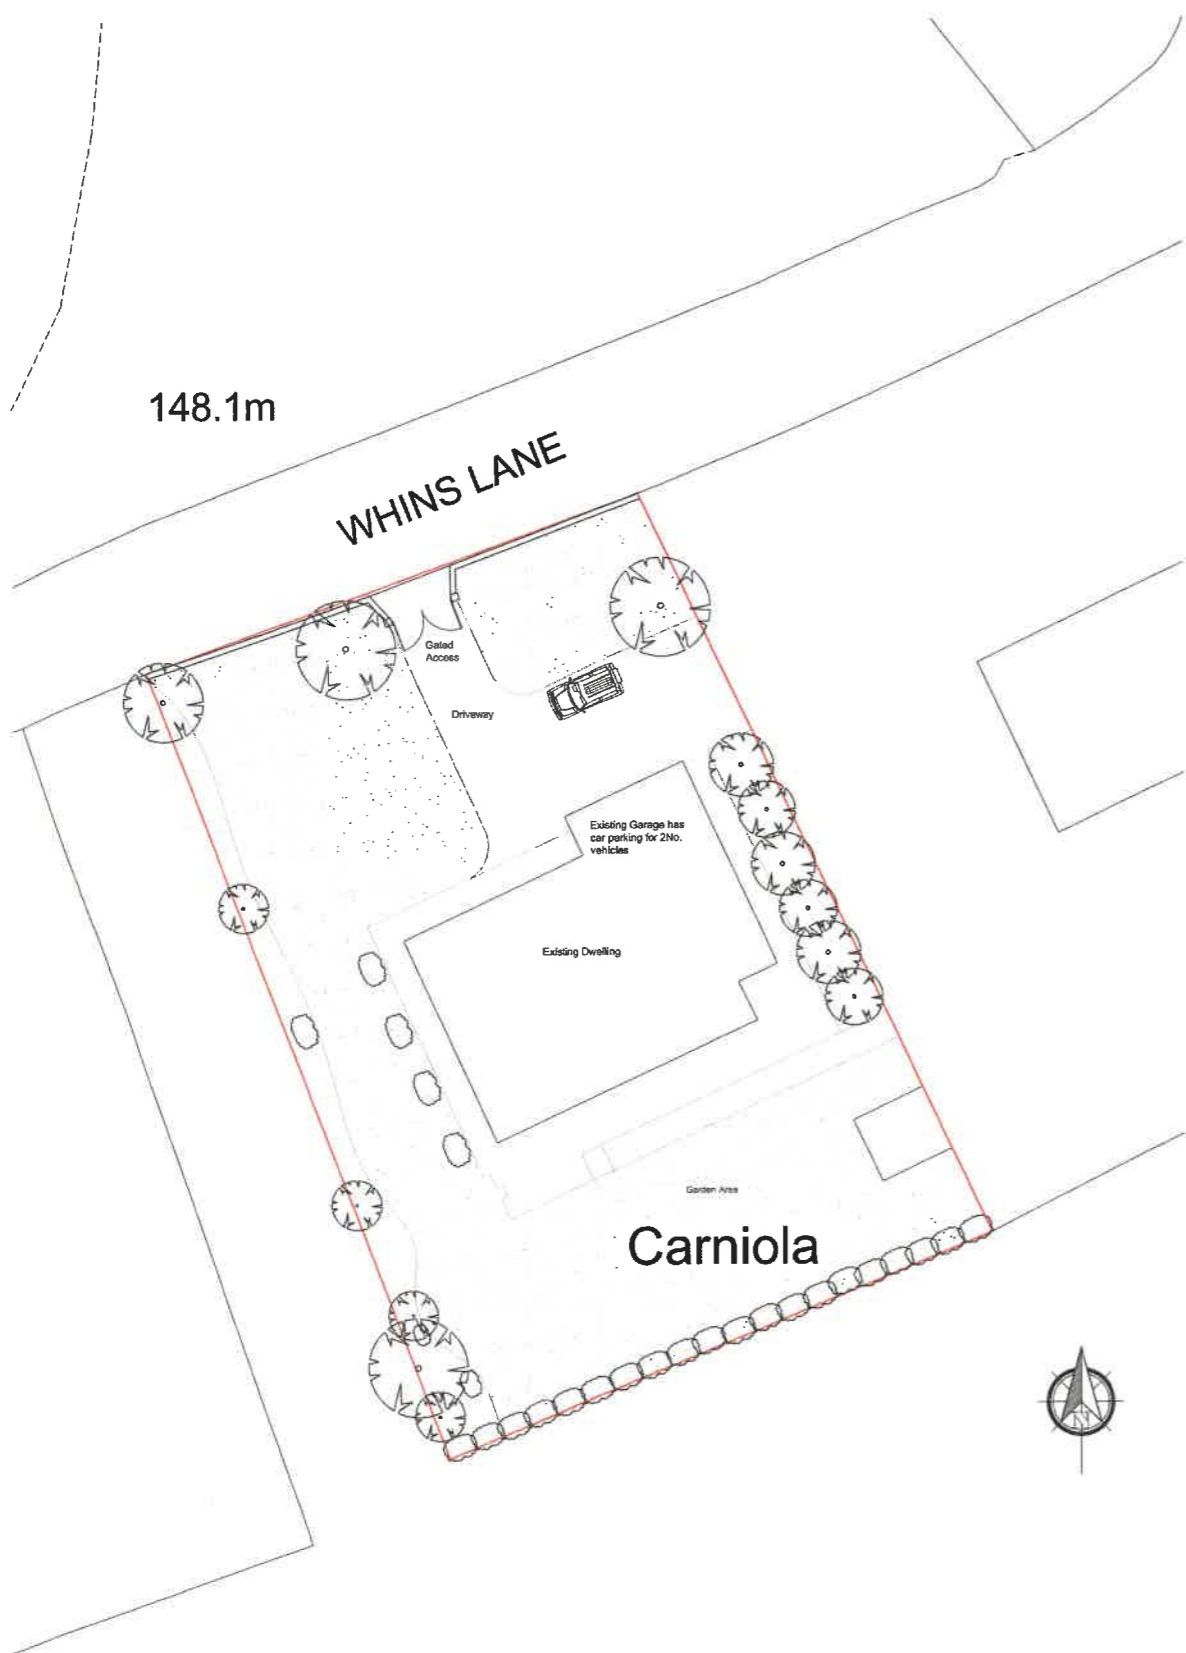 148.1m
WHINS LANE
Gated
Access
Driveway
Existing Garage has
car parking for 2No.
vehicles
Existing Dwelling
Garden Area
Carniola
N